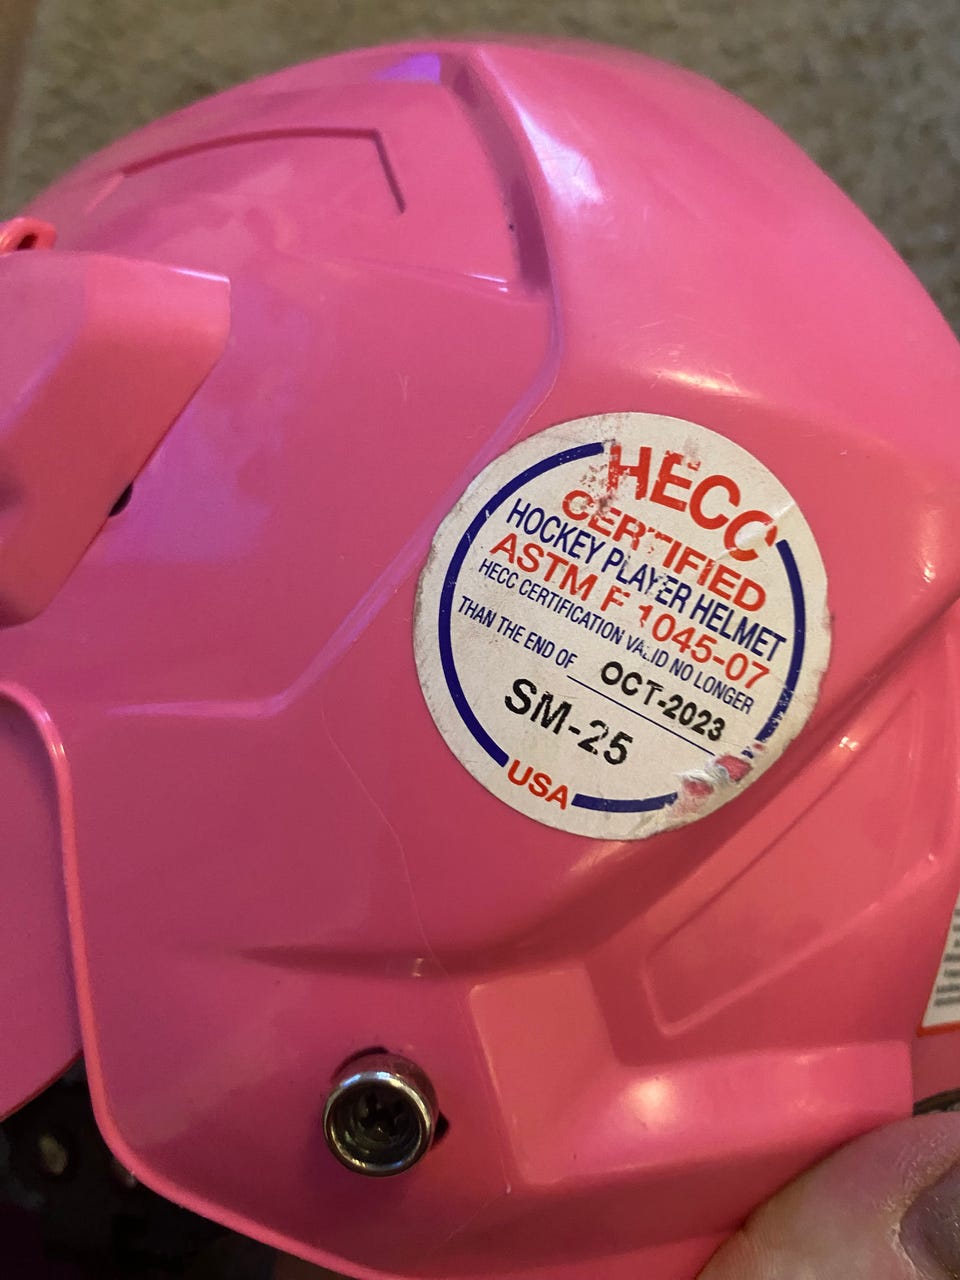 HECC
CERTIFIED
HOCKEY PLAYER HELMET
ASTM F 1045-07
HECC CERTIFICATION VALID NO LONGER
THAN THE END OF OCT-2023
SM-25
USA